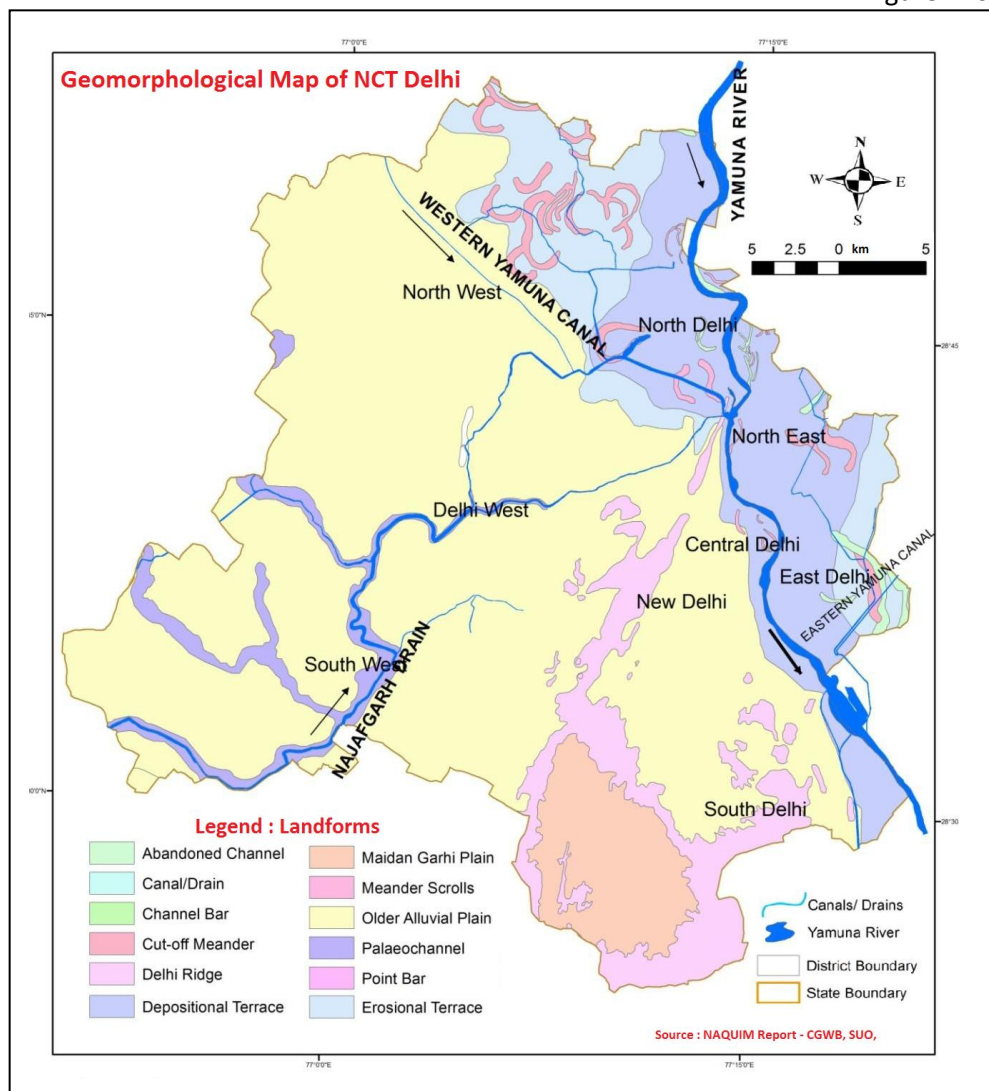 77°0'0"E
77°15'0"E
Geomorphological Map of NCT Delhi
YAMUNA RIVER
N
W
E
S
5 2.5 0 km 5
WESTERN YAMUNA CANAL
North West
North Delhi
28°45
North East
Delhi West
Central Delhi
East Delhi
EASTERN YAMUNA CANAL
New Delhi
South West
NAJAFGARH DRAIN
South Delhi
28°30
Legend : Landforms
Abandoned Channel
Canal/Drain
Channel Bar
Cut-off Meander
Delhi Ridge
Depositional Terrace
Maidan Garhi Plain
Meander Scrolls
Older Alluvial Plain
Palaeochannel
Point Bar
Erosional Terrace
Canals/ Drains
Yamuna River
District Boundary
State Boundary
Source : NAQUIM Report - CGWB, SUO,
77°0'0"E
77°15'0"E